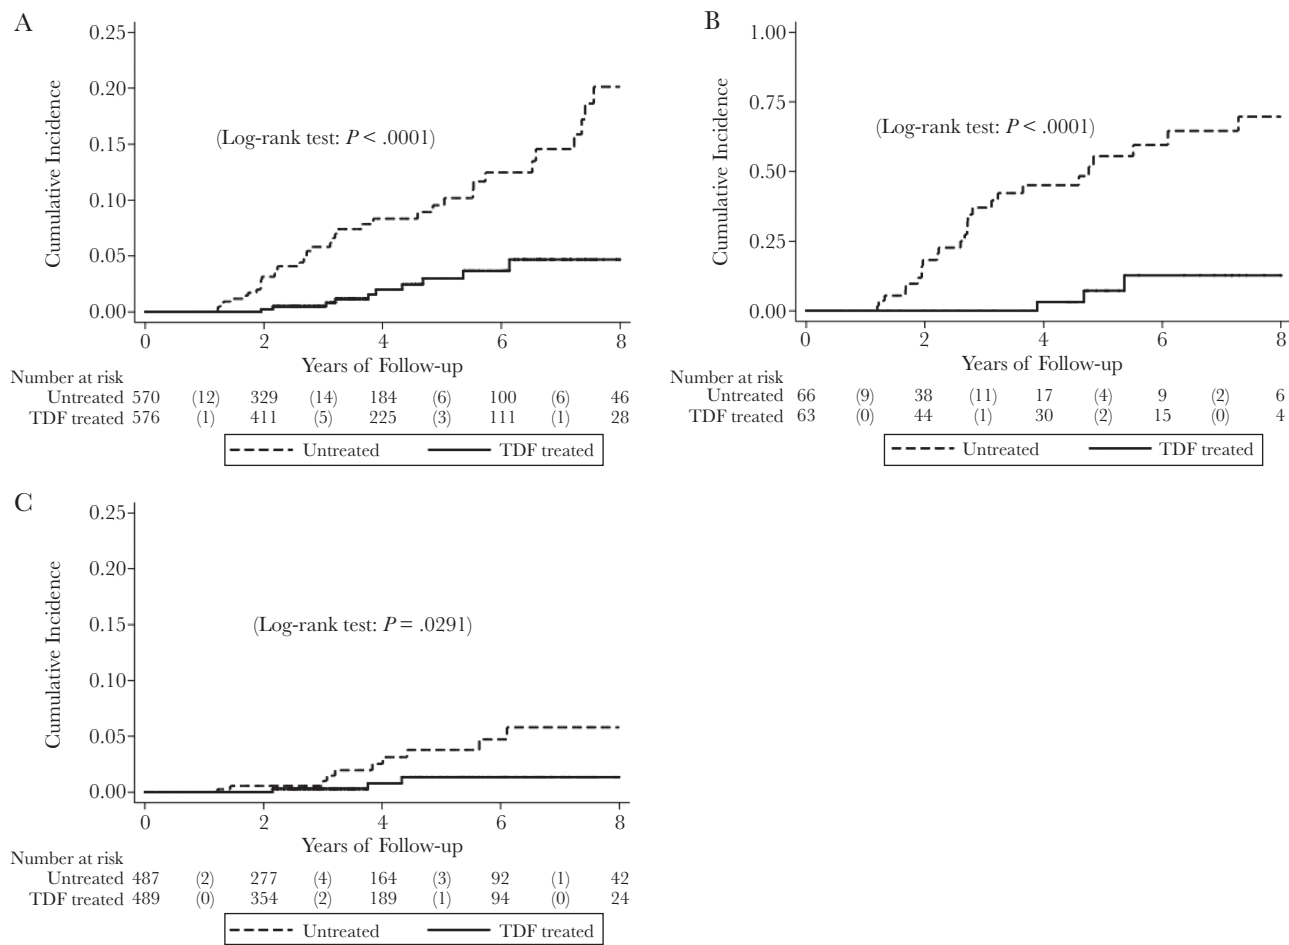 A
0.25
0.20
0.15
0.10
0.05
0.00
Cumulative Incidence
(Log-rank test: P < .0001)
0 2 4 6 8
Years of Follow-up
Number at risk
Untreated 570 (12) 329 (14) 184 (6) 100 (6) 46
TDF treated 576 (1) 411 (5) 225 (3) 111 (1) 28
Untreated TDF treated
B
1.00
0.75
0.50
0.25
0.00
Cumulative Incidence
(Log-rank test: P < .0001)
0 2 4 6 8
Years of Follow-up
Number at risk
Untreated 66 (9) 38 (11) 17 (4) 9 (2) 6
TDF treated 63 (0) 44 (1) 30 (2) 15 (0) 4
Untreated TDF treated
C
0.25
0.20
0.15
0.10
0.05
0.00
Cumulative Incidence
(Log-rank test: P = .0291)
0 2 4 6 8
Years of Follow-up
Number at risk
Untreated 487 (2) 277 (4) 164 (3) 92 (1) 42
TDF treated 489 (0) 354 (2) 189 (1) 94 (0) 24
Untreated TDF treated